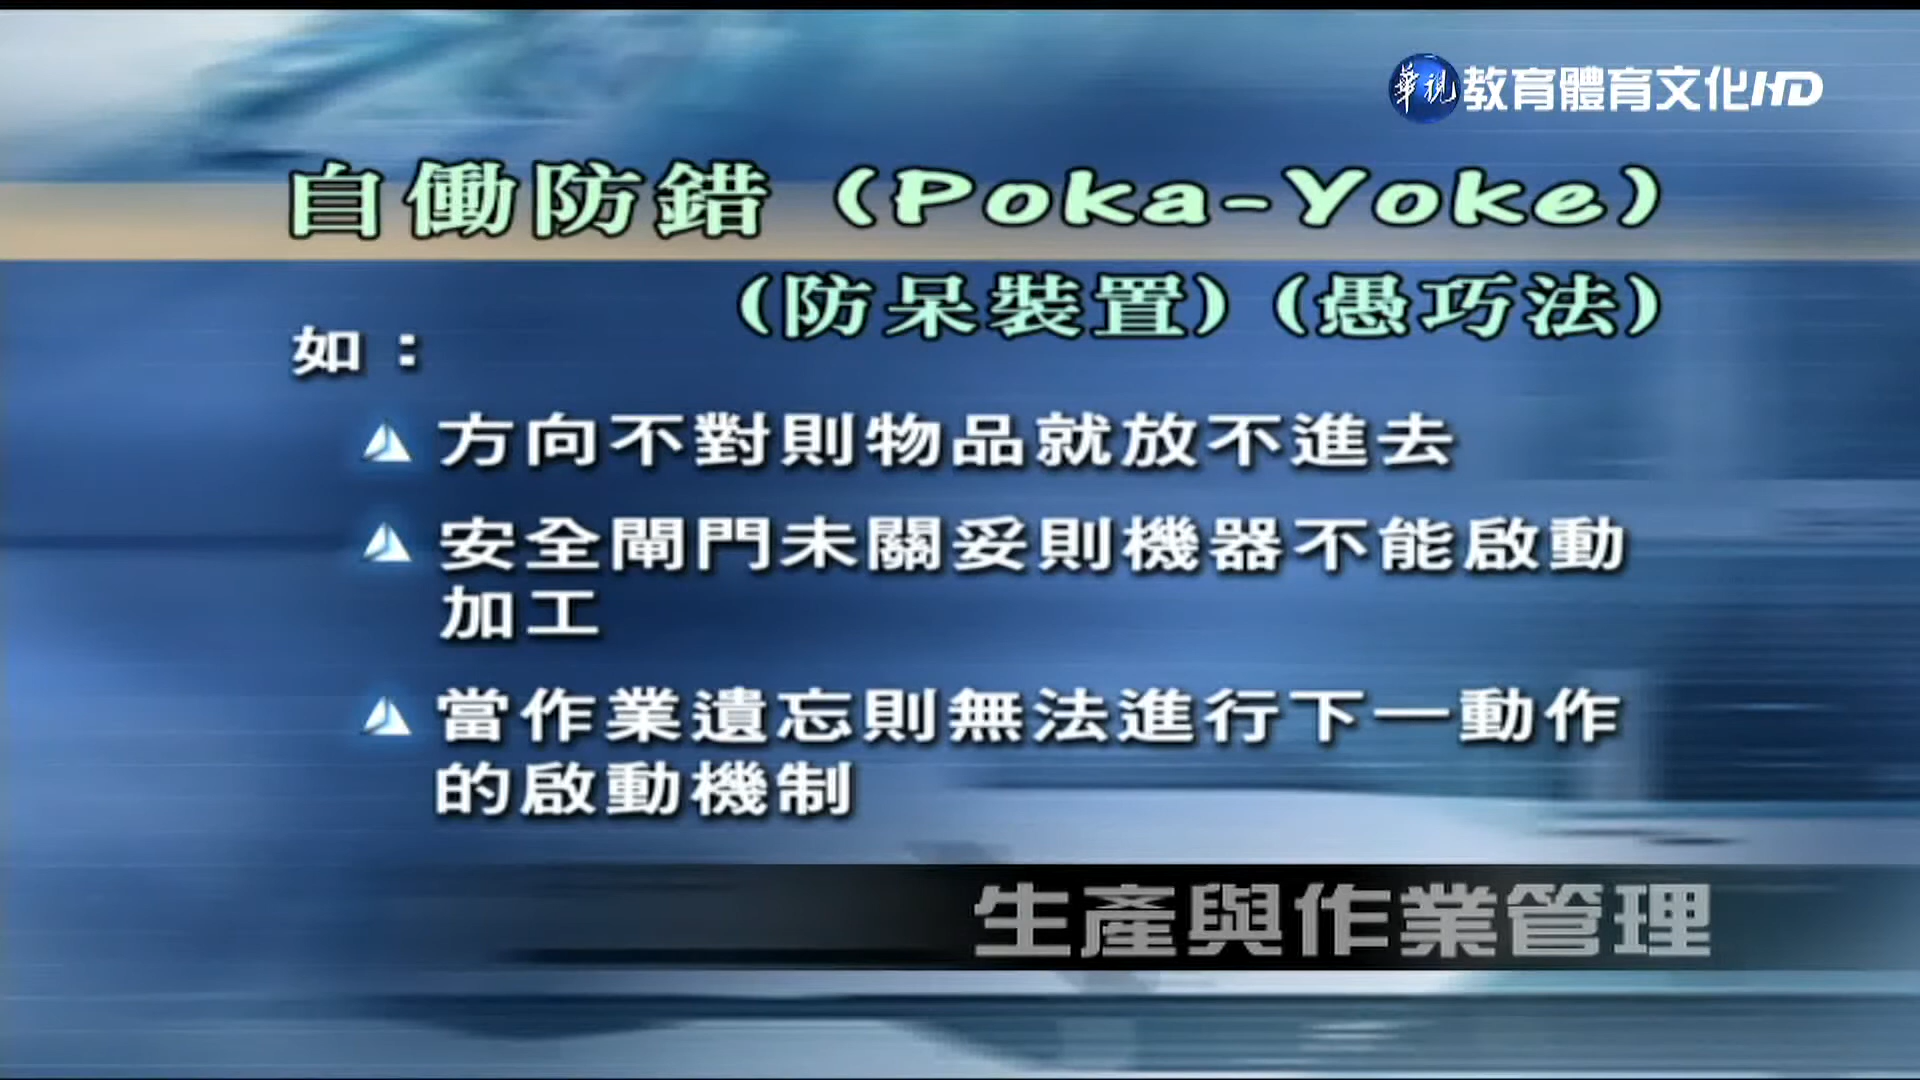 華視 教育體育文化HD
自働防錯（Poka-Yoke）
(防呆裝置)(愚巧法)
如：
方向不對則物品就放不進去
安全閘門未關妥則機器不能啟動
加工
當作業遺忘則無法進行下一動作
的啟動機制
生產與作業管理